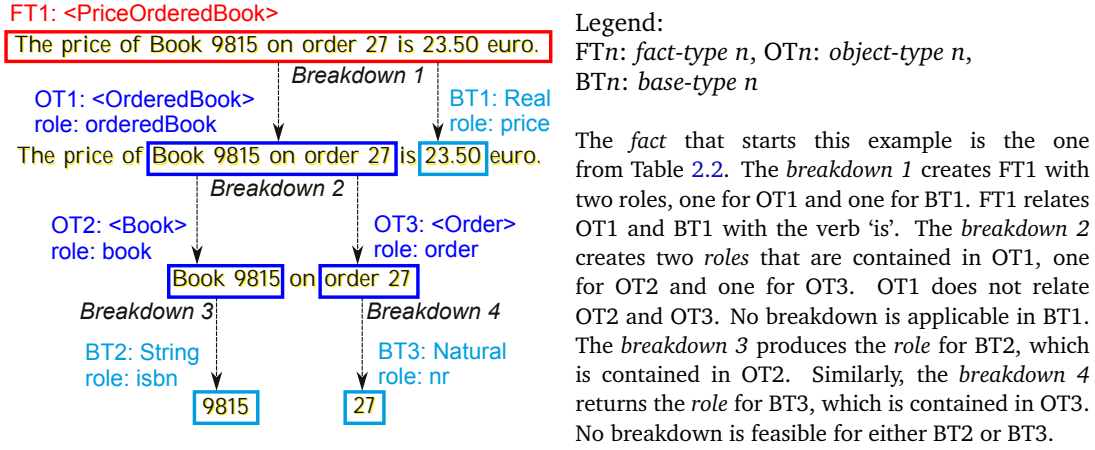 FT1: <PriceOrderedBook>
The price of Book 9815 on order 27 is 23.50 euro.
Breakdown 1
OT1: <OrderedBook>
role: orderedBook
BT1: Real
role: price
The price of Book 9815 on order 27 is 23.50 euro.
Breakdown 2
OT2: <Book>
role: book
OT3: <Order>
role: order
Book 9815 on order 27
Breakdown 3
Breakdown 4
BT2: String
role: isbn
BT3: Natural
role: nr
9815
27
Legend:
FTn: fact-type n, OTn: object-type n,
BTn: base-type n
The fact that starts this example is the one
from Table 2.2. The breakdown 1 creates FT1 with
two roles, one for OT1 and one for BT1. FT1 relates
OT1 and BT1 with the verb ‘is’. The breakdown 2
creates two roles that are contained in OT1, one
for OT2 and one for OT3. OT1 does not relate
OT2 and OT3. No breakdown is applicable in BT1.
The breakdown 3 produces the role for BT2, which
is contained in OT2. Similarly, the breakdown 4
returns the role for BT3, which is contained in OT3.
No breakdown is feasible for either BT2 or BT3.